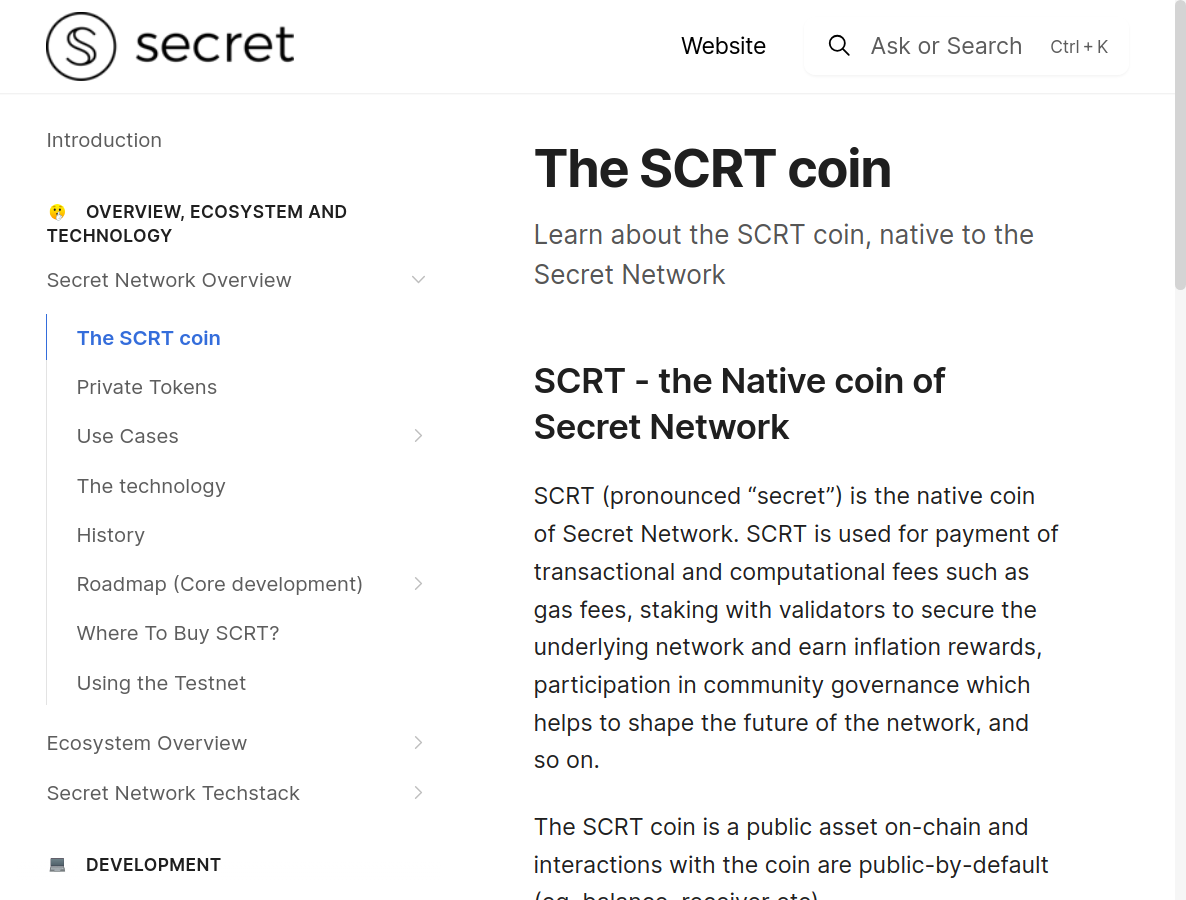 secret
Website
Ask or Search
Ctrl + K
Introduction
OVERVIEW, ECOSYSTEM AND
TECHNOLOGY
Secret Network Overview
The SCRT coin
Private Tokens
Use Cases
The technology
History
Roadmap (Core development)
Where To Buy SCRT?
Using the Testnet
Ecosystem Overview
Secret Network Techstack
DEVELOPMENT
The SCRT coin
Learn about the SCRT coin, native to the
Secret Network
SCRT - the Native coin of
Secret Network
SCRT (pronounced “secret”) is the native coin
of Secret Network. SCRT is used for payment of
transactional and computational fees such as
gas fees, staking with validators to secure the
underlying network and earn inflation rewards,
participation in community governance which
helps to shape the future of the network, and
so on.
The SCRT coin is a public asset on-chain and
interactions with the coin are public-by-default
(eg. balance, receiver etc)